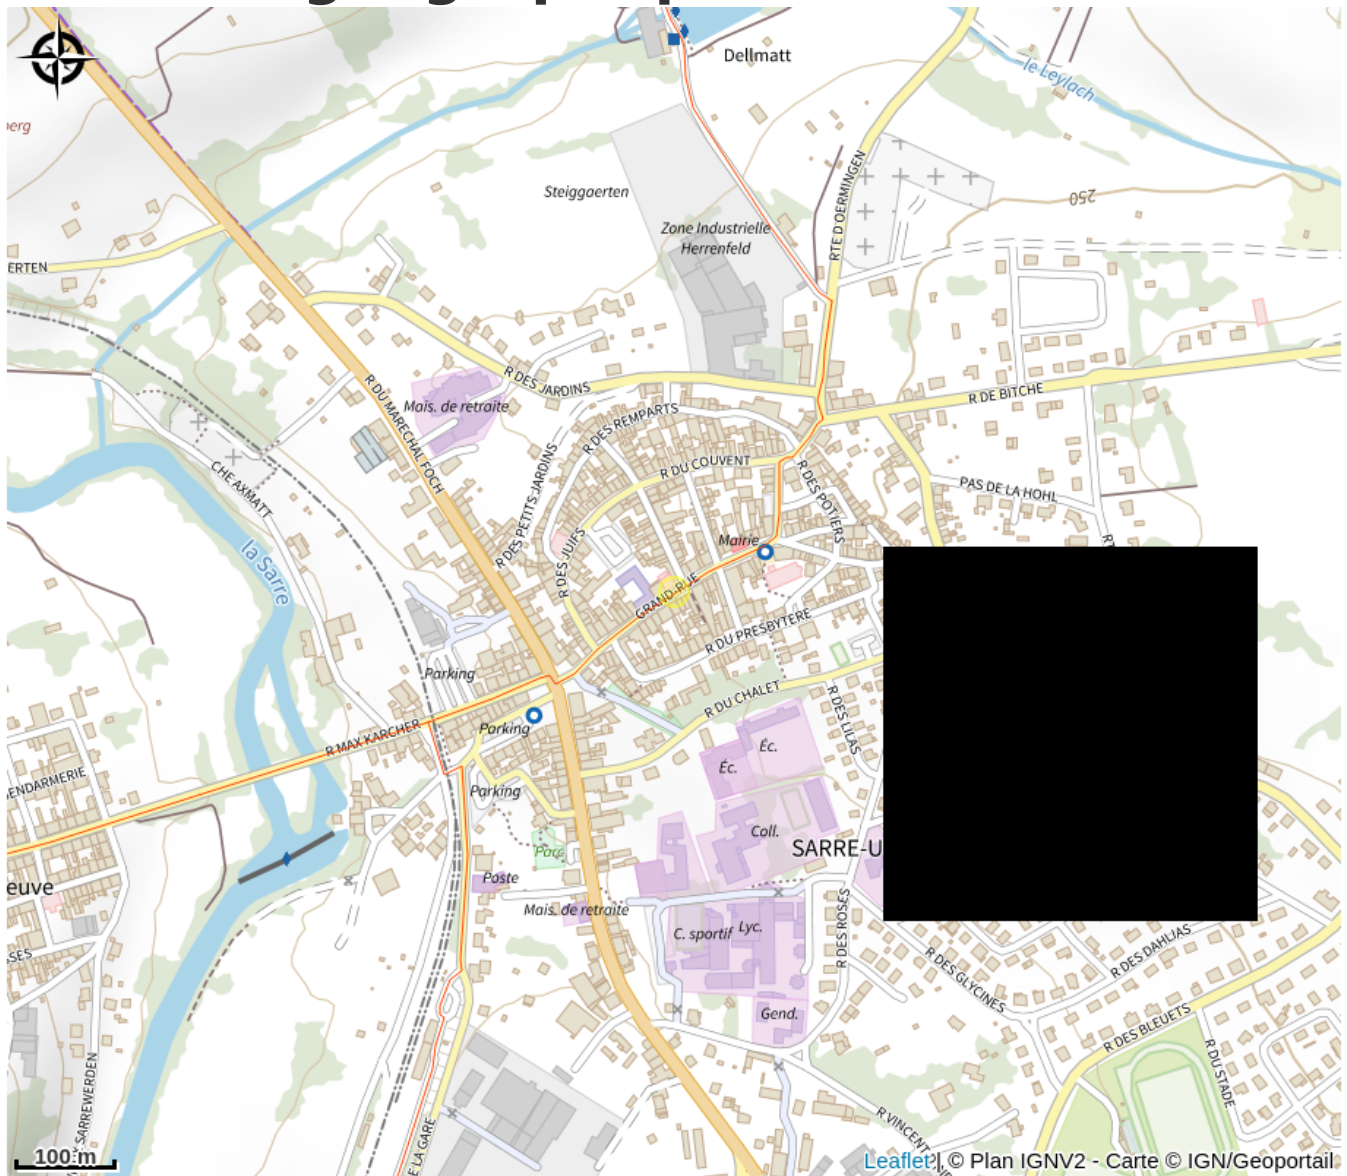 Dellmatt
le Leylach
berg
Steiggaerten
RTE D'OERMINGEN
250
Zone Industrielle
Herrenfeld
ERTEN
R DES JARDINS
R DU MARECHAL FOCH
Mais. de retraite
R DE BITCHE
R DES REMPARTS
R DU COUVENT
R DES POTIERS
CHE AXMATT
R DES PETITS JARDINS
PAS DE LA HOHL
R DES JUIFS
Mairie
la Sarre
GRAND-RUE
R DU PRESBYTERE
Parking
R DU CHALET
R DES LILAS
R MAX KARCHER
Parking
Éc.
Éc.
GENDARMERIE
Parking
Coll.
SARRE-U
Parc
euve
Poste
Mais. de retraite
C. sportif
Lyc.
R DES ROSES
R DES GLYCINES
R DES DAHLIAS
SSES
Gend.
R DES BLEUETS
R DU STADE
SARREWERDEN
E LA GARE
R VINCENT
100 m
Leaflet | © Plan IGNV2 - Carte © IGN/Geoportail